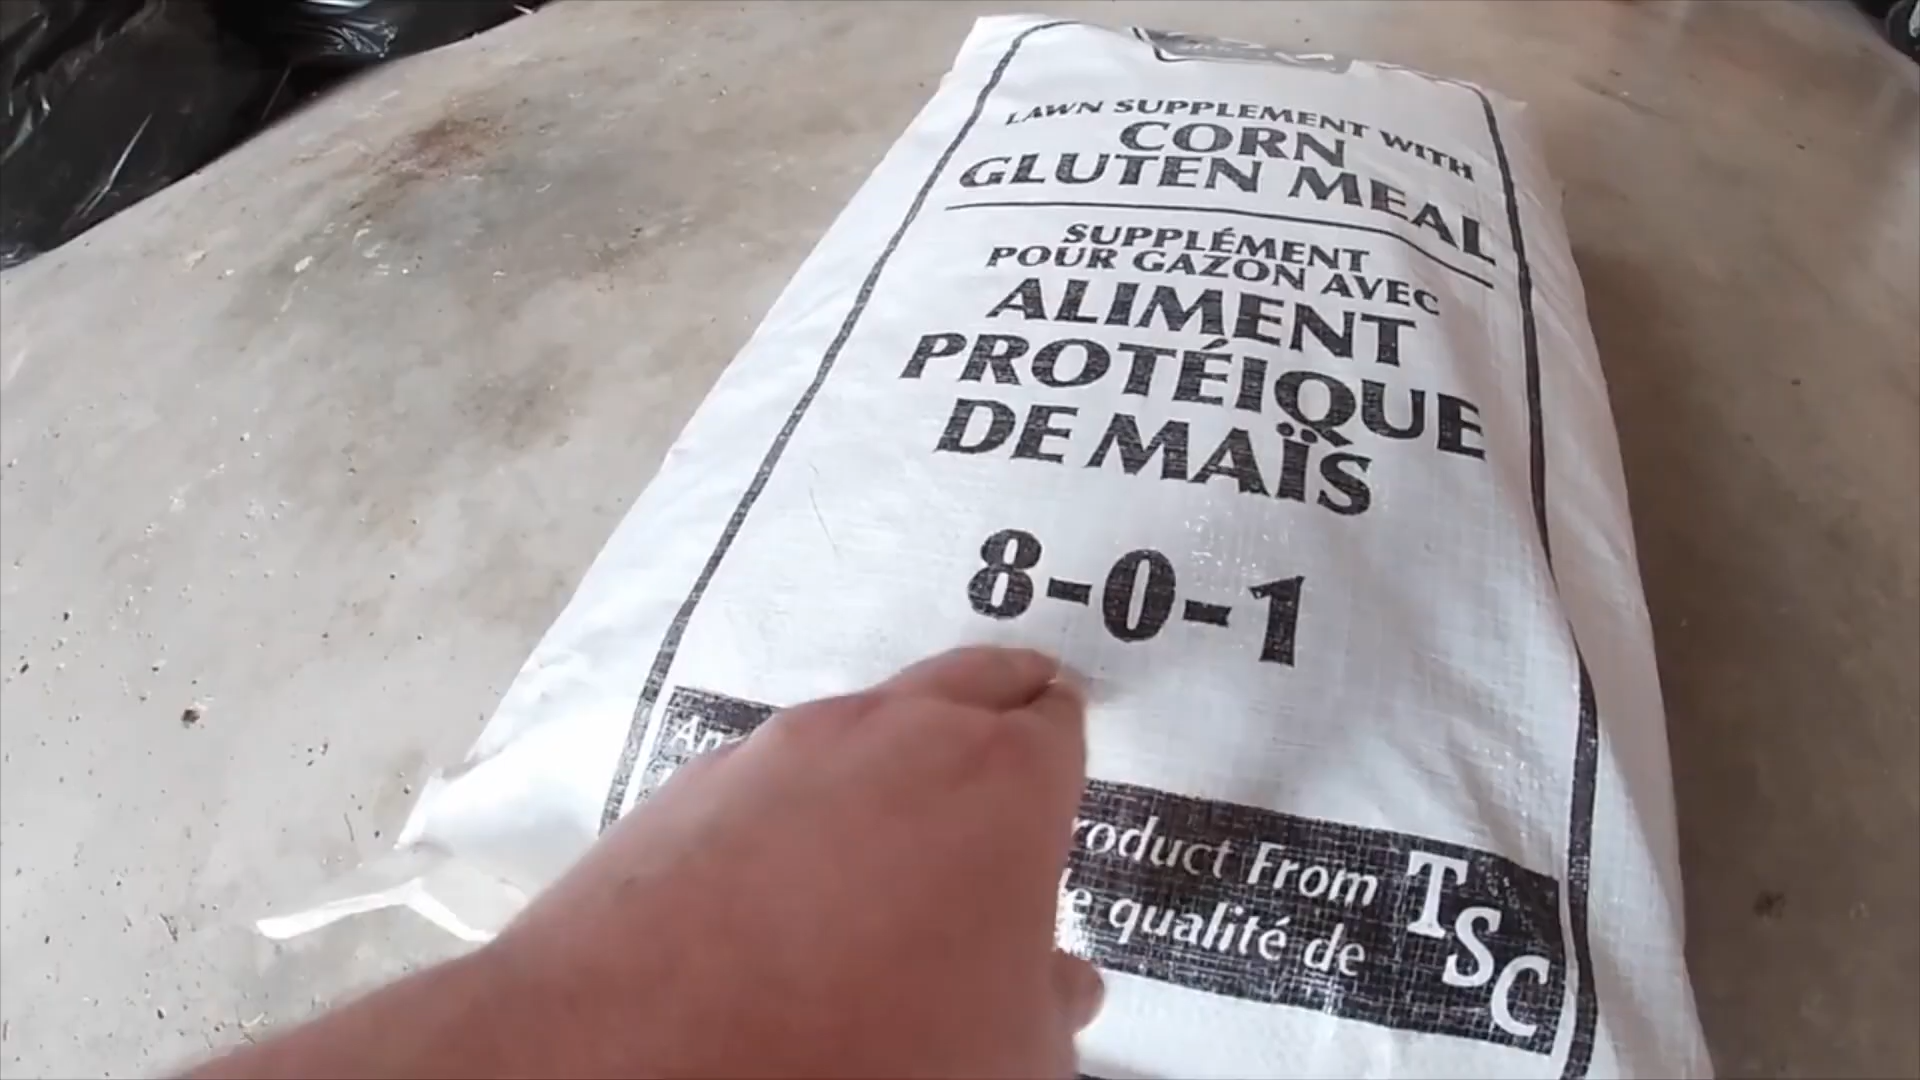 LAWN SUPPLEMENT WITH
CORN
GLUTEN MEAL
SUPPLÉMENT
POUR GAZON AVEC
ALIMENT
PROTÉIQUE
DE MAÏS
8-0-1
From TSC
qualité de